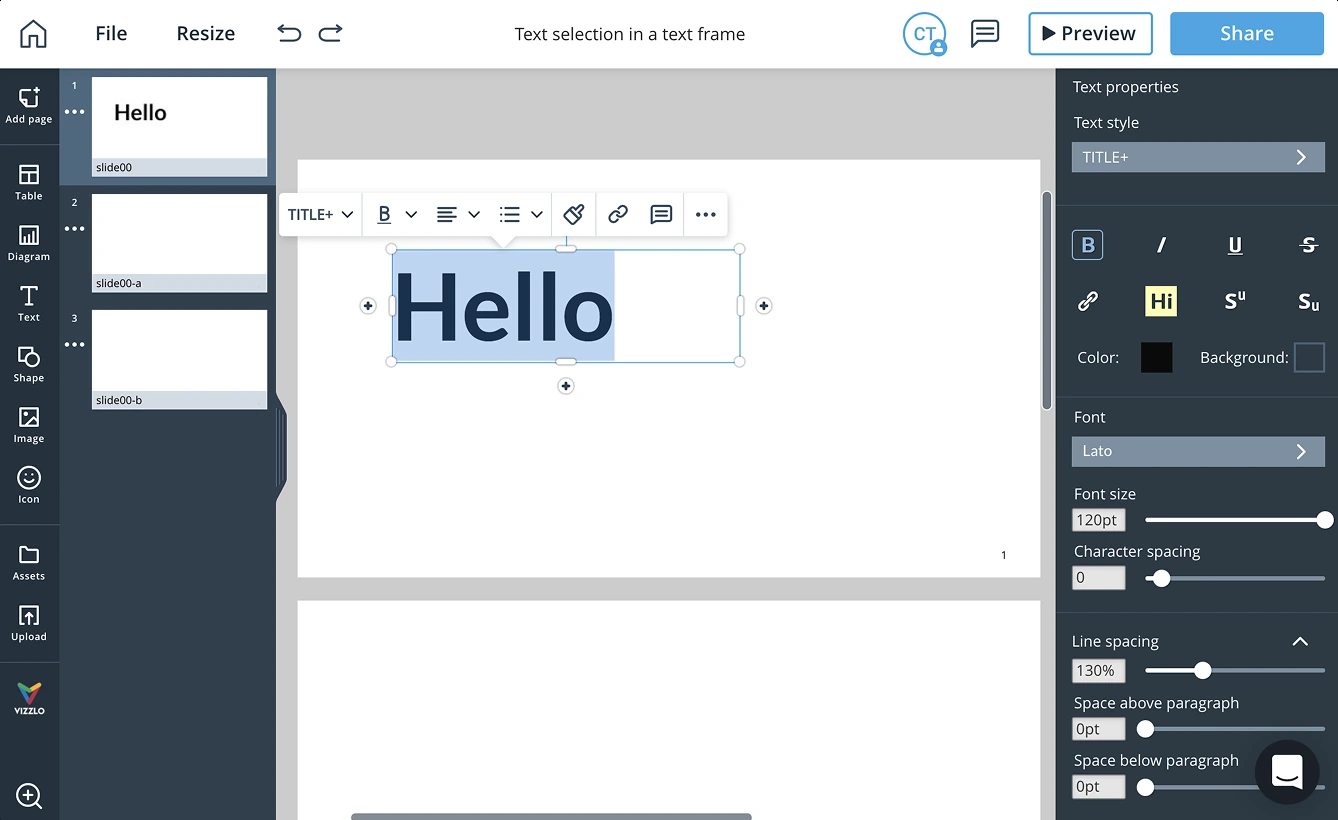 File
Resize
Text selection in a text frame
CT
Preview
Share
Add page
Table
Diagram
Text
Shape
Image
Icon
Assets
Upload
VIZZLO
1
Hello
slide00
2
slide00-a
3
slide00-b
TITLE+
B
Hello
1
Text properties
Text style
TITLE+
B I U S
Hi Su Su
Color: Background:
Font
Lato
Font size
120pt
Character spacing
0
Line spacing
130%
Space above paragraph
0pt
Space below paragraph
0pt